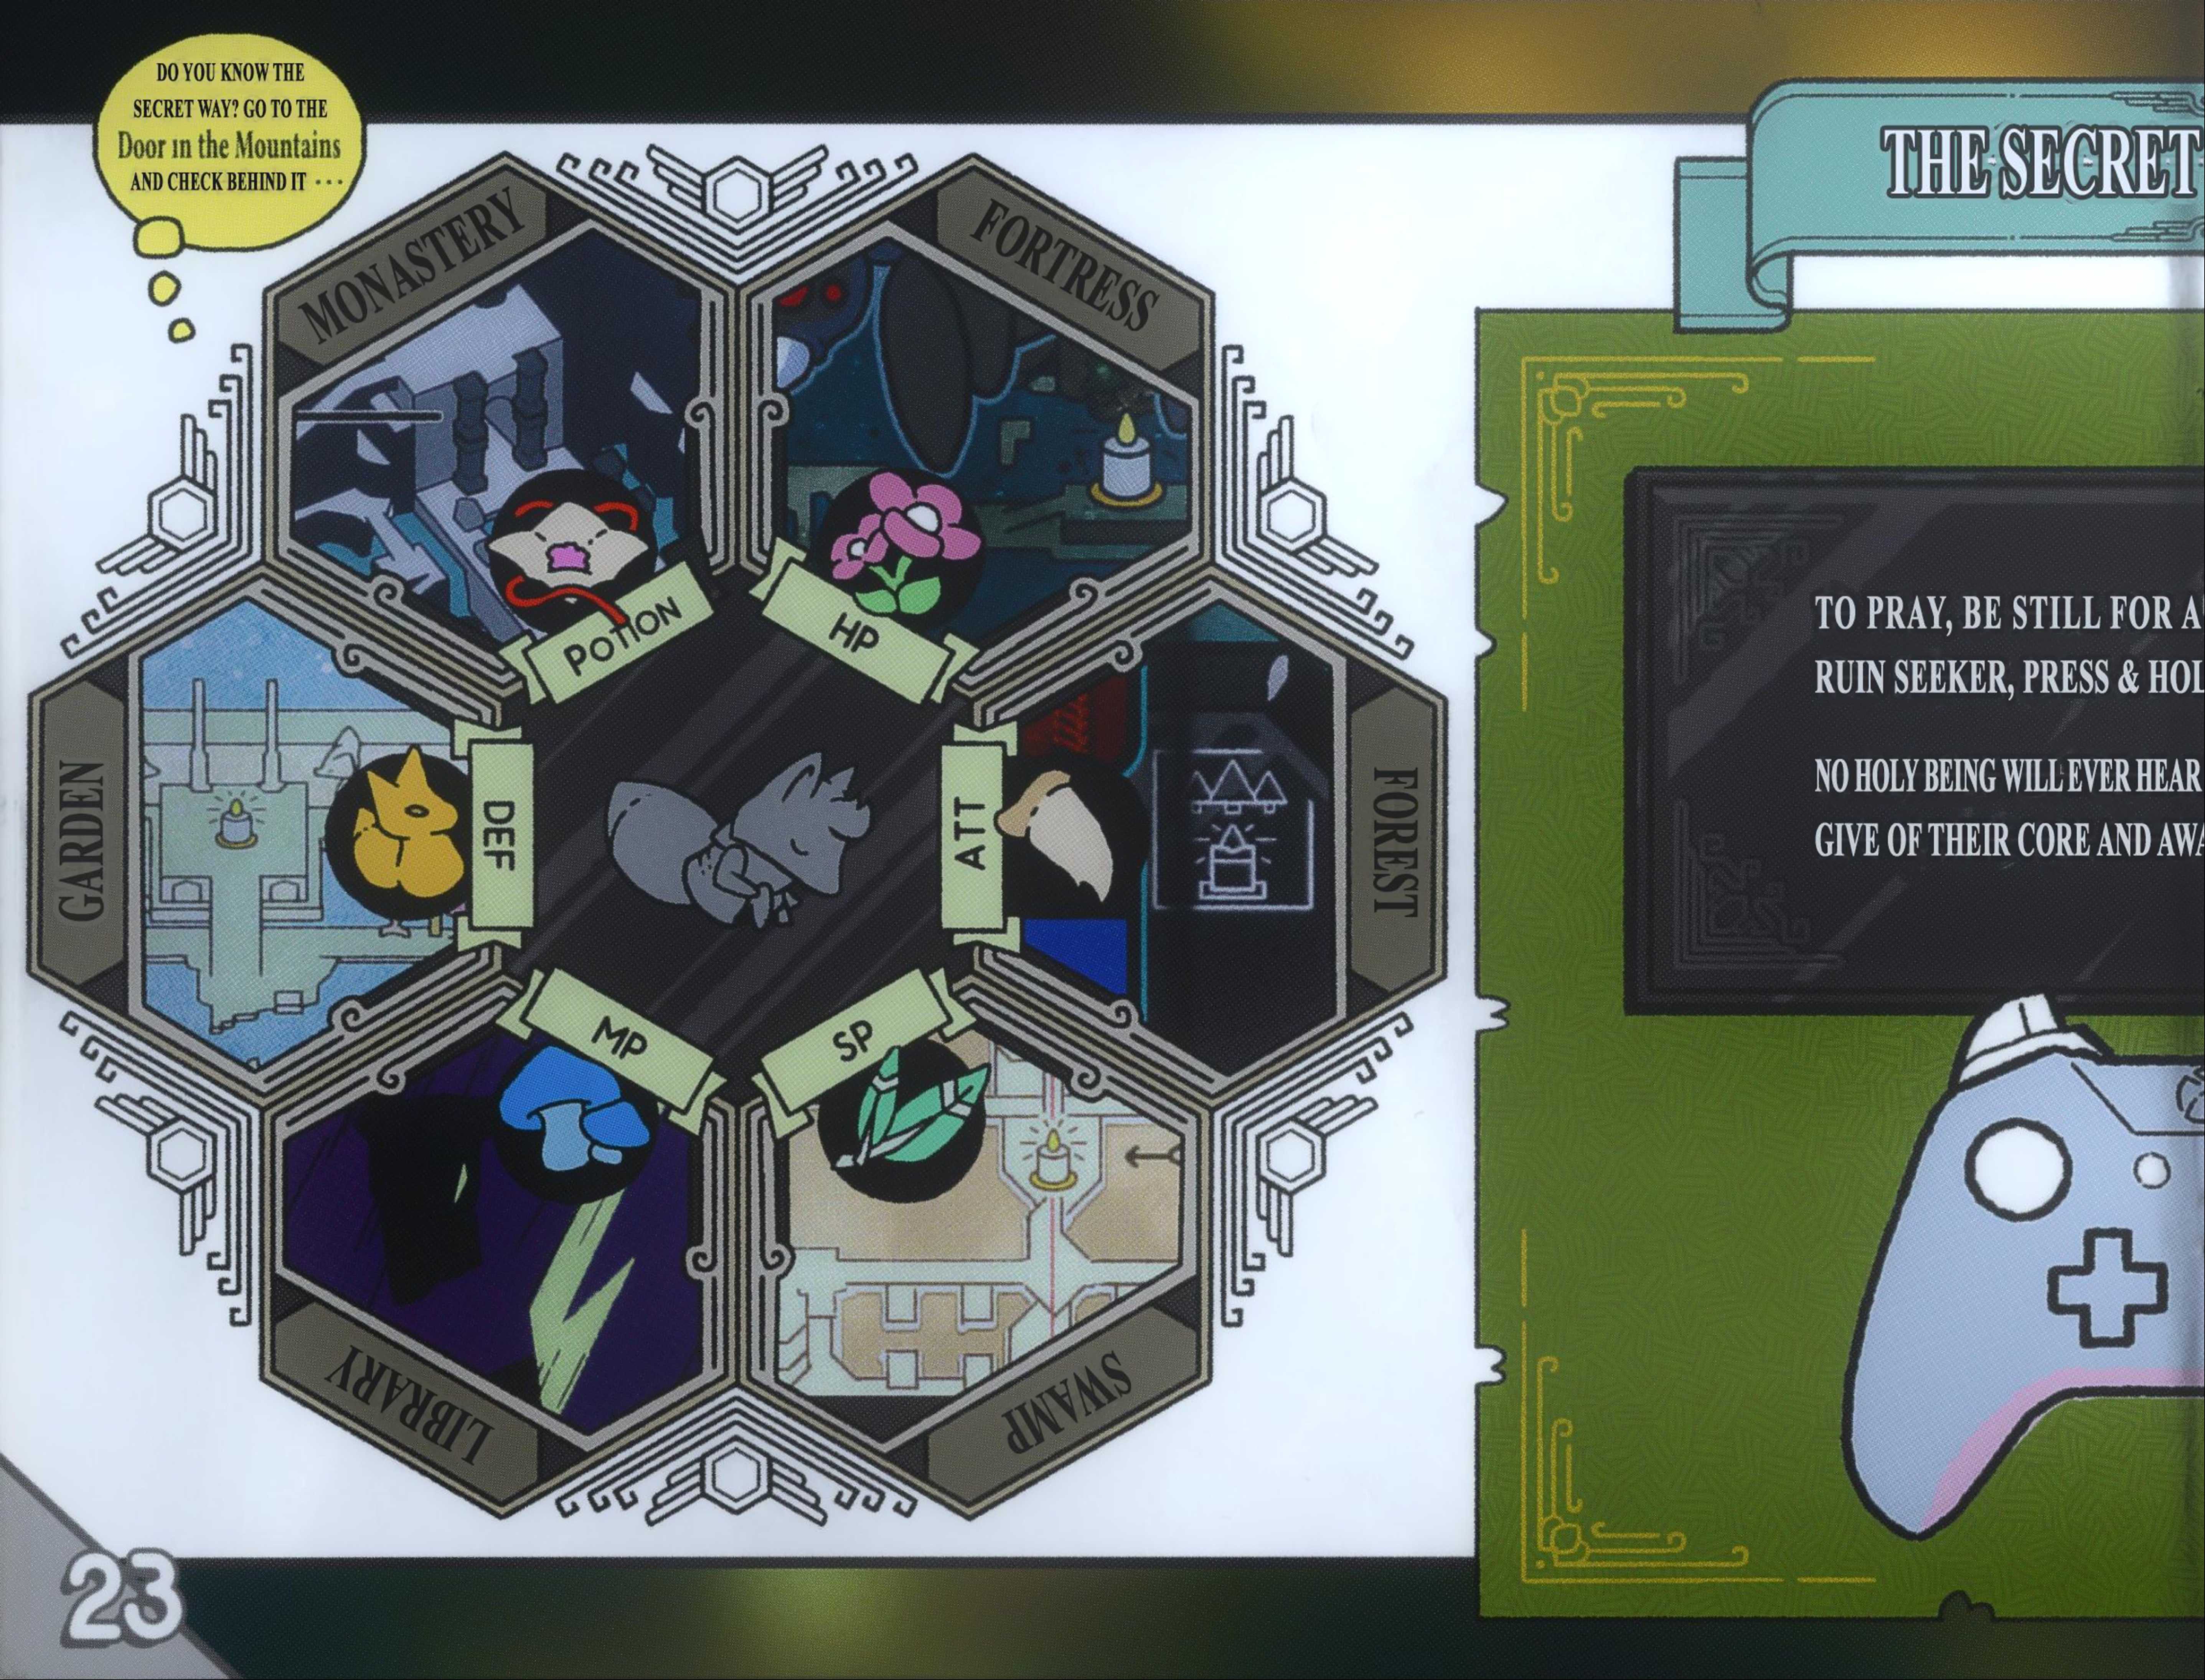 DO YOU KNOW THE
SECRET WAY? GO TO THE
Door in the Mountains
AND CHECK BEHIND IT ···
MONASTERY
FORTRESS
THE SECRET
POTION
HP
GARDEN
DEF
ATT
FOREST
MP
SP
LIBRARY
SWAMP
TO PRAY, BE STILL FOR A
RUIN SEEKER, PRESS & HOL
NO HOLY BEING WILL EVER HEAR
GIVE OF THEIR CORE AND AWA
23